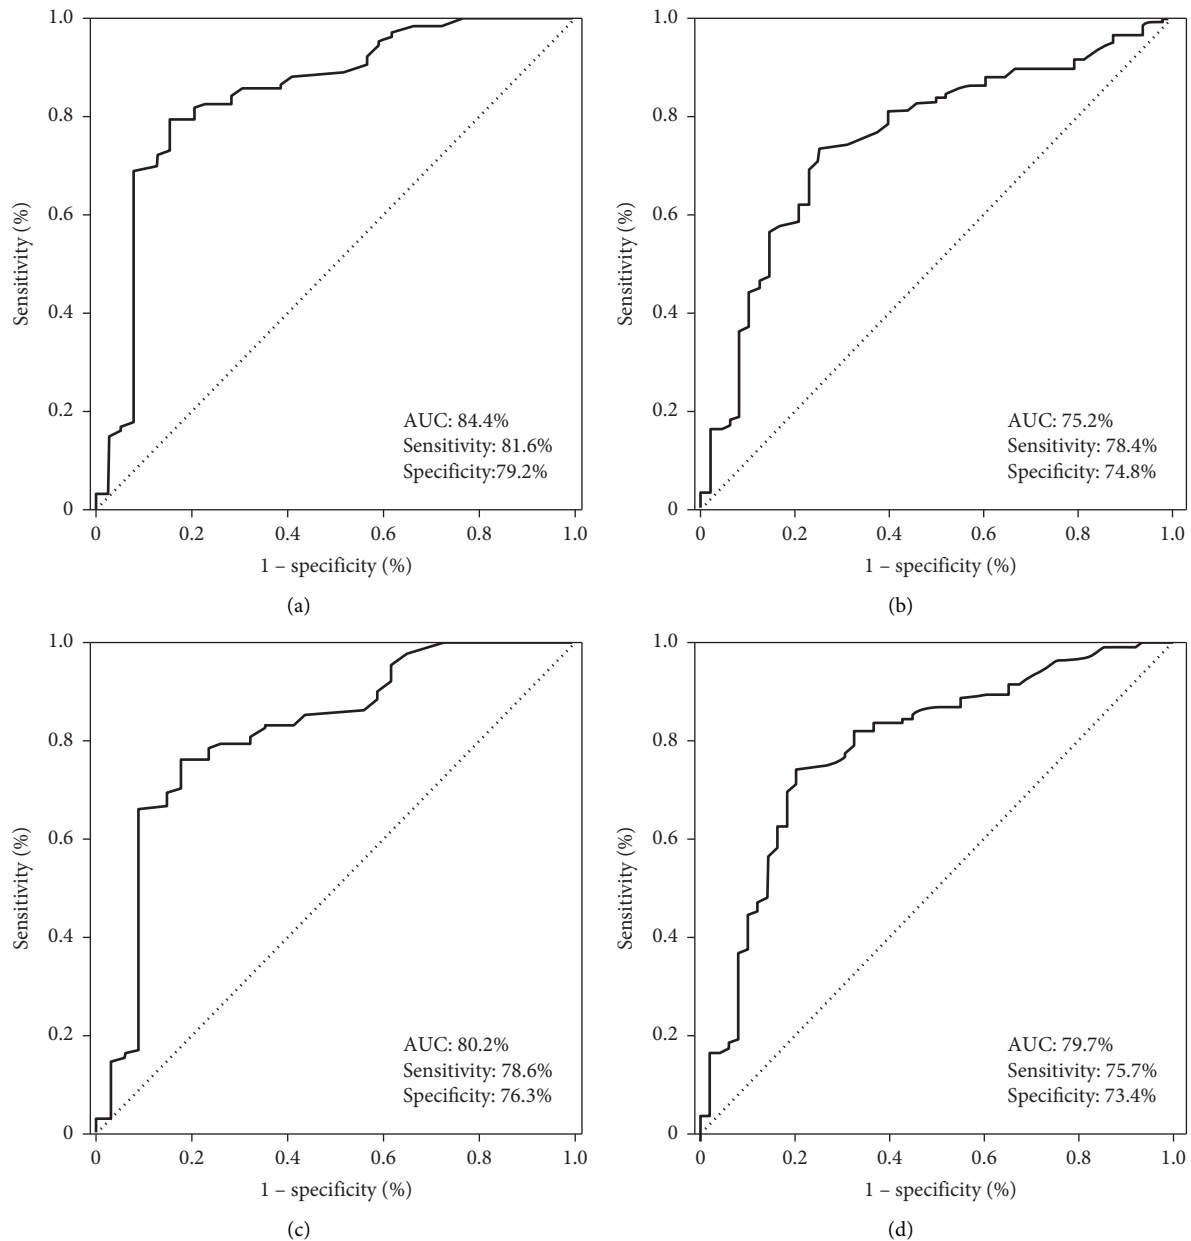 1.0
0.8
0.6
0.4
0.2
0
Sensitivity (%)
AUC: 84.4%
Sensitivity: 81.6%
Specificity:79.2%
0 0.2 0.4 0.6 0.8 1.0
1 – specificity (%)
(a)
1.0
0.8
0.6
0.4
0.2
0
Sensitivity (%)
AUC: 75.2%
Sensitivity: 78.4%
Specificity: 74.8%
0 0.2 0.4 0.6 0.8 1.0
1 – specificity (%)
(b)
1.0
0.8
0.6
0.4
0.2
0
Sensitivity (%)
AUC: 80.2%
Sensitivity: 78.6%
Specificity: 76.3%
0 0.2 0.4 0.6 0.8 1.0
1 – specificity (%)
(c)
1.0
0.8
0.6
0.4
0.2
0
Sensitivity (%)
AUC: 79.7%
Sensitivity: 75.7%
Specificity: 73.4%
0 0.2 0.4 0.6 0.8 1.0
1 – specificity (%)
(d)